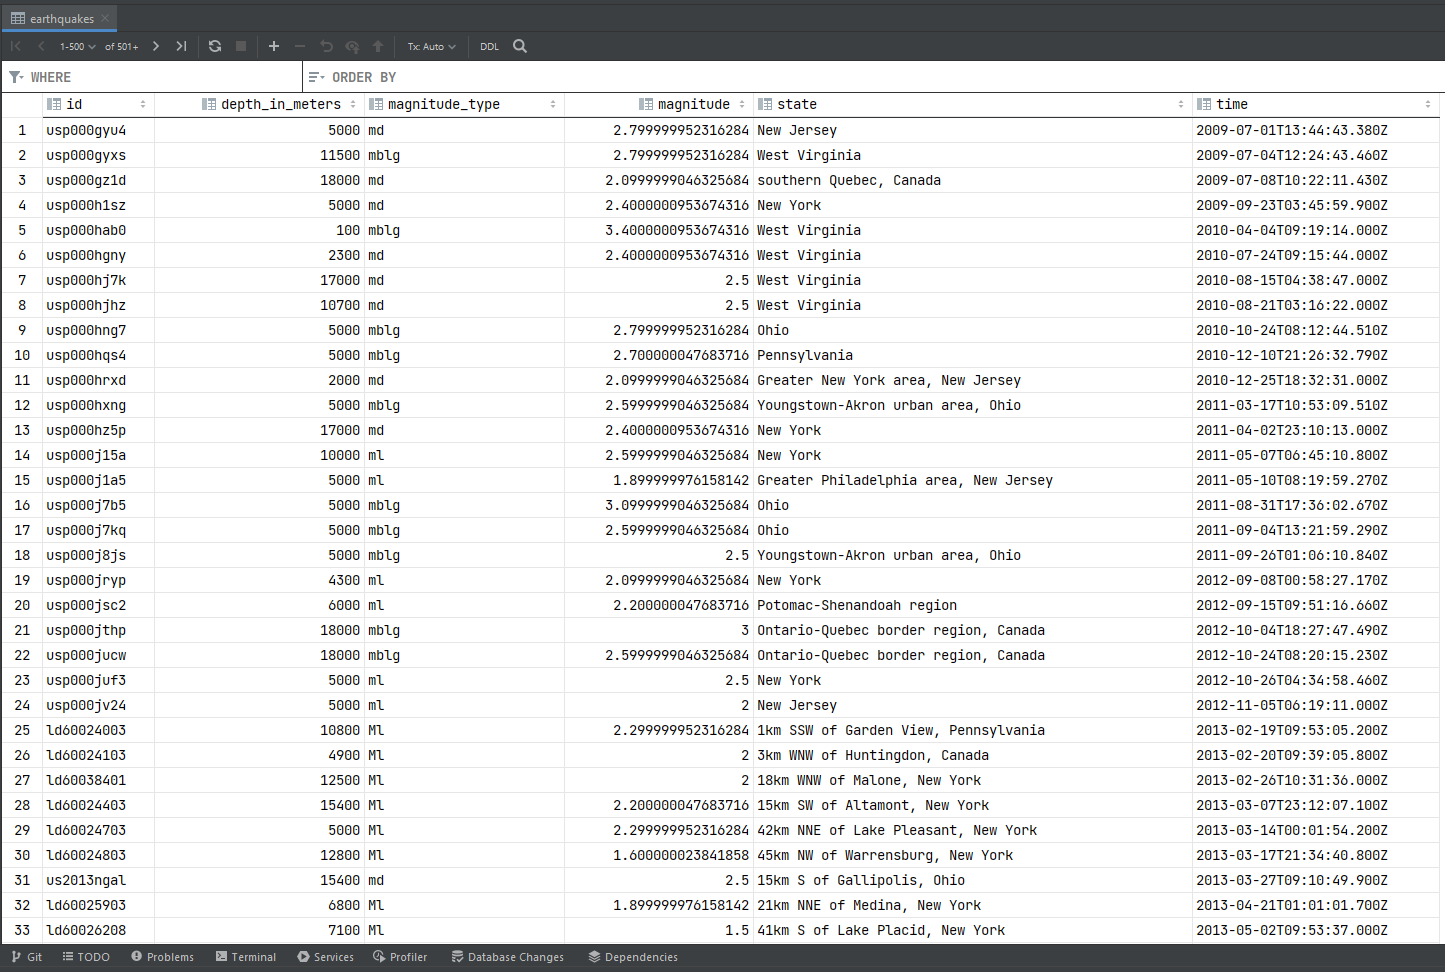 earthquakes
1-500 of 501+ Tx: Auto DDL
WHERE ORDER BY
id depth_in_meters magnitude_type magnitude state time
1 usp000gyu4 5000 md 2.799999952316284 New Jersey 2009-07-01T13:44:43.380Z
2 usp000gyxs 11500 mblg 2.799999952316284 West Virginia 2009-07-04T12:24:43.460Z
3 usp000gz1d 18000 md 2.0999999046325684 southern Quebec, Canada 2009-07-08T10:22:11.430Z
4 usp000h1sz 5000 md 2.4000000953674316 New York 2009-09-23T03:45:59.900Z
5 usp000hab0 100 mblg 3.4000000953674316 West Virginia 2010-04-04T09:19:14.000Z
6 usp000hgny 2300 md 2.4000000953674316 West Virginia 2010-07-24T09:15:44.000Z
7 usp000hj7k 17000 md 2.5 West Virginia 2010-08-15T04:38:47.000Z
8 usp000hjhz 10700 md 2.5 West Virginia 2010-08-21T03:16:22.000Z
9 usp000hng7 5000 mblg 2.799999952316284 Ohio 2010-10-24T08:12:44.510Z
10 usp000hqs4 5000 mblg 2.700000047683716 Pennsylvania 2010-12-10T21:26:32.790Z
11 usp000hrxd 2000 md 2.0999999046325684 Greater New York area, New Jersey 2010-12-25T18:32:31.000Z
12 usp000hxng 5000 mblg 2.5999999046325684 Youngstown-Akron urban area, Ohio 2011-03-17T10:53:09.510Z
13 usp000hz5p 17000 md 2.4000000953674316 New York 2011-04-02T23:10:13.000Z
14 usp000j15a 10000 ml 2.5999999046325684 New York 2011-05-07T06:45:10.800Z
15 usp000j1a5 5000 ml 1.899999976158142 Greater Philadelphia area, New Jersey 2011-05-10T08:19:59.270Z
16 usp000j7b5 5000 mblg 3.0999999046325684 Ohio 2011-08-31T17:36:02.670Z
17 usp000j7kq 5000 mblg 2.5999999046325684 Ohio 2011-09-04T13:21:59.290Z
18 usp000j8js 5000 mblg 2.5 Youngstown-Akron urban area, Ohio 2011-09-26T01:06:10.840Z
19 usp000jryp 4300 ml 2.0999999046325684 New York 2012-09-08T00:58:27.170Z
20 usp000jsc2 6000 ml 2.200000047683716 Potomac-Shenandoah region 2012-09-15T09:51:16.660Z
21 usp000jthp 18000 mblg 3 Ontario-Quebec border region, Canada 2012-10-04T18:27:47.490Z
22 usp000jucw 18000 mblg 2.5999999046325684 Ontario-Quebec border region, Canada 2012-10-24T08:20:15.230Z
23 usp000juf3 5000 ml 2.5 New York 2012-10-26T04:34:58.460Z
24 usp000jv24 5000 ml 2 New Jersey 2012-11-05T06:19:11.000Z
25 ld60024003 10800 Ml 2.299999952316284 1km SSW of Garden View, Pennsylvania 2013-02-19T09:53:05.200Z
26 ld60024103 4900 Ml 2 3km WNW of Huntingdon, Canada 2013-02-20T09:39:05.800Z
27 ld60038401 12500 Ml 2 18km WNW of Malone, New York 2013-02-26T10:31:36.000Z
28 ld60024403 15400 Ml 2.200000047683716 15km SW of Altamont, New York 2013-03-07T23:12:07.100Z
29 ld60024703 5000 Ml 2.299999952316284 42km NNE of Lake Pleasant, New York 2013-03-14T00:01:54.200Z
30 ld60024803 12800 Ml 1.600000023841858 45km NW of Warrensburg, New York 2013-03-17T21:34:40.800Z
31 us2013ngal 15400 md 2.5 15km S of Gallipolis, Ohio 2013-03-27T09:10:49.900Z
32 ld60025903 6800 Ml 1.899999976158142 21km NNE of Medina, New York 2013-04-21T01:01:01.700Z
33 ld60026208 7100 Ml 1.5 41km S of Lake Placid, New York 2013-05-02T09:53:37.000Z
Git TODO Problems Terminal Services Profiler Database Changes Dependencies